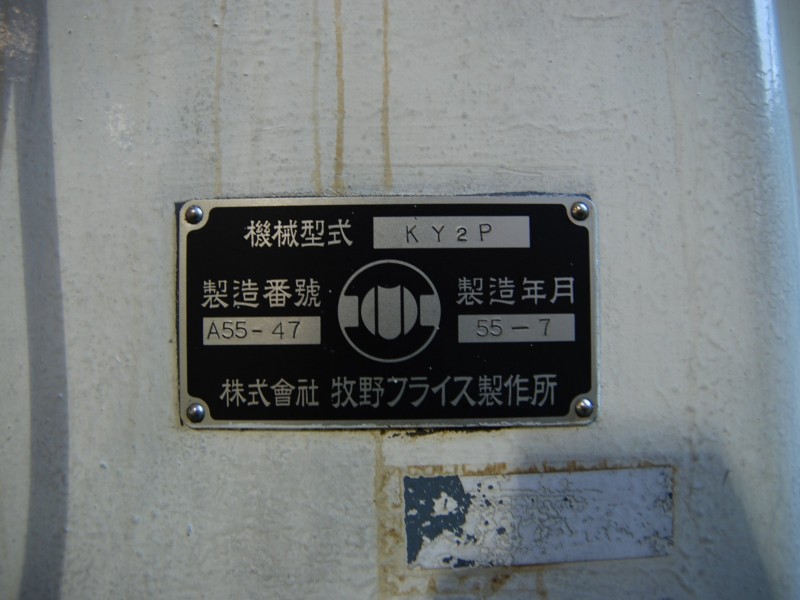 機械型式 KY2P
製造番號 製造年月
A55-47 55-7
株式會社 牧野フライス製作所